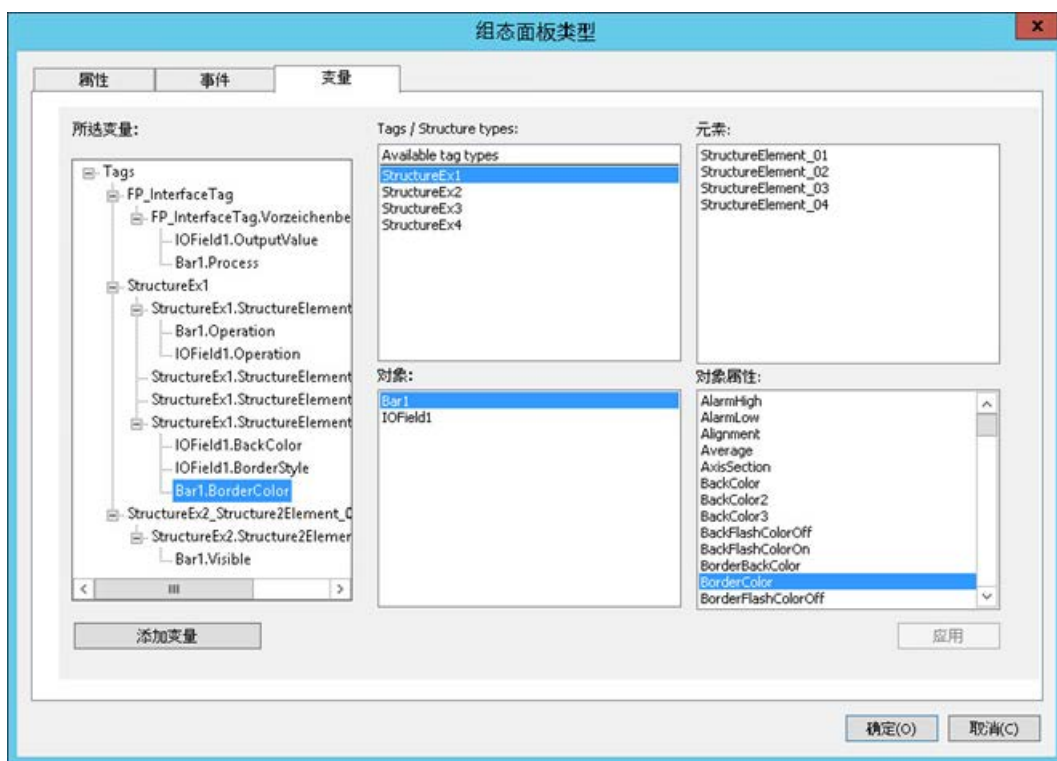 组态面板类型
x
属性
事件
变量
所选变量:
Tags
FP_InterfaceTag
FP_InterfaceTag.Vorzeichenbe
IOField1.OutputValue
Bar1.Process
StructureEx1
StructureEx1.StructureElement
Bar1.Operation
IOField1.Operation
StructureEx1.StructureElement
StructureEx1.StructureElement
StructureEx1.StructureElement
IOField1.BackColor
IOField1.BorderStyle
Bar1.BorderColor
StructureEx2_Structure2Element_0
StructureEx2.Structure2Elemer
Bar1.Visible
添加变量
Tags / Structure types:
Available tag types
StructureEx1
StructureEx2
StructureEx3
StructureEx4
元素:
StructureElement_01
StructureElement_02
StructureElement_03
StructureElement_04
对象:
Bar1
IOField1
对象属性:
AlarmHigh
AlarmLow
Alignment
Average
AxisSection
BackColor
BackColor2
BackColor3
BackFlashColorOff
BackFlashColorOn
BorderBackColor
BorderColor
BorderFlashColorOff
应用
确定(O)
取消(C)